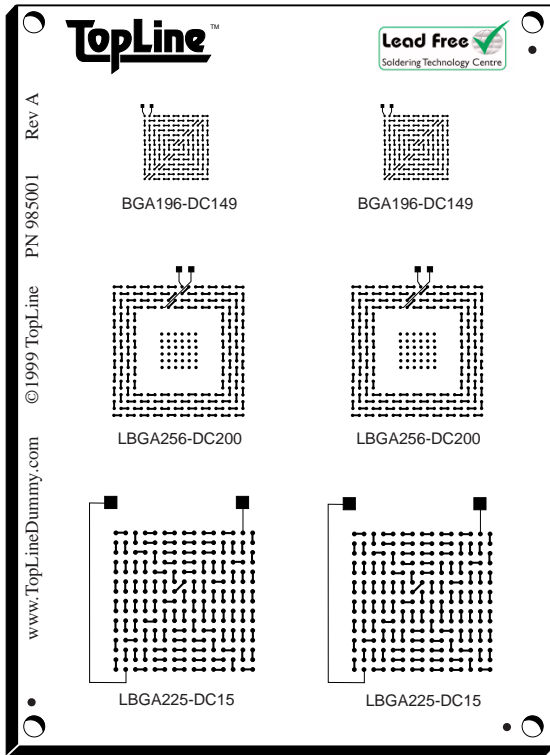 TopLine™
Lead Free
Soldering Technology Centre
BGA196-DC149
BGA196-DC149
LBGA256-DC200
LBGA256-DC200
LBGA225-DC15
LBGA225-DC15
www.TopLineDummy.com ©1999 TopLine PN 985001 Rev A